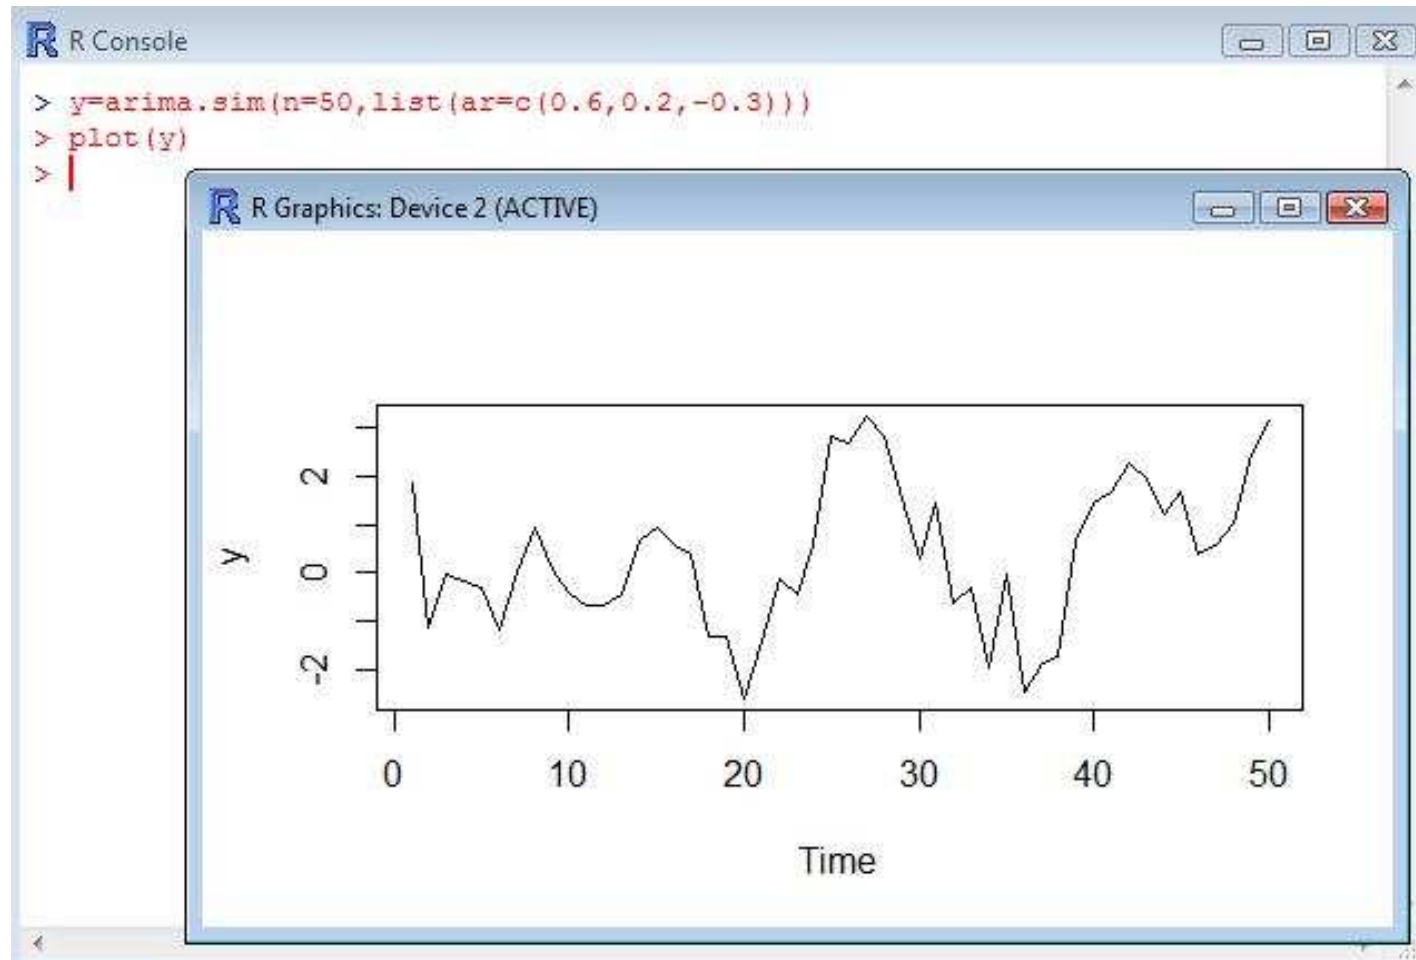 R Console
> y=arima.sim(n=50,list(ar=c(0.6,0.2,-0.3)))
> plot(y)
>
R Graphics: Device 2 (ACTIVE)
2
0
-2
y
0 10 20 30 40 50
Time